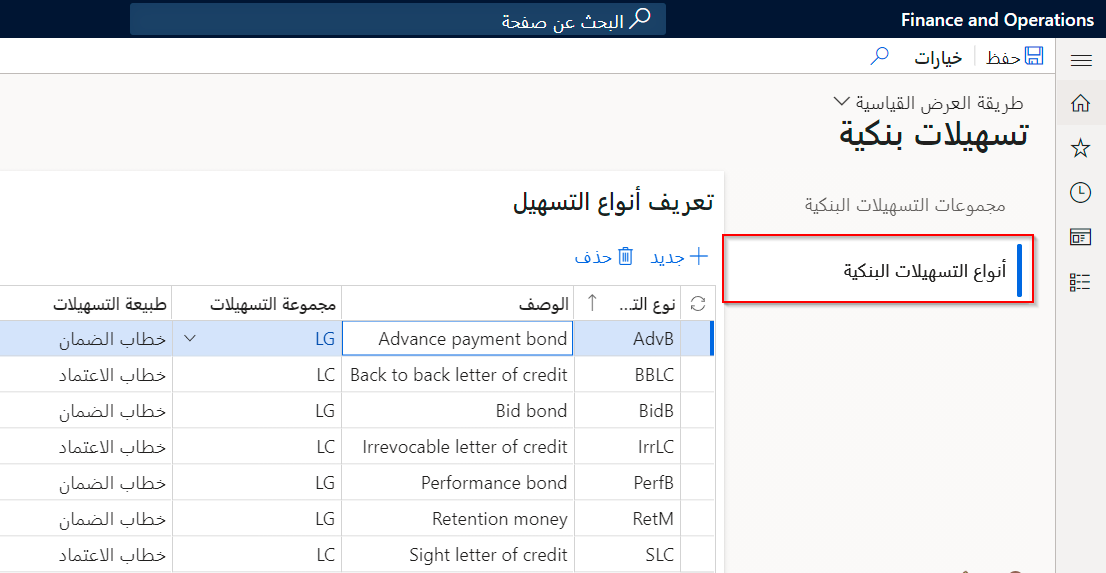 Finance and Operations
البحث عن صفحة
حفظ خيارات
طريقة العرض القياسية
تسهيلات بنكية
مجموعات التسهيلات البنكية
أنواع التسهيلات البنكية
تعريف أنواع التسهيل
جديد حذف
نوع الت... الوصف مجموعة التسهيلات طبيعة التسهيلات
AdvB Advance payment bond LG خطاب الضمان
BBLC Back to back letter of credit LC خطاب الاعتماد
BidB Bid bond LG خطاب الضمان
IrrLC Irrevocable letter of credit LC خطاب الاعتماد
PerfB Performance bond LG خطاب الضمان
RetM Retention money LG خطاب الضمان
SLC Sight letter of credit LC خطاب الاعتماد